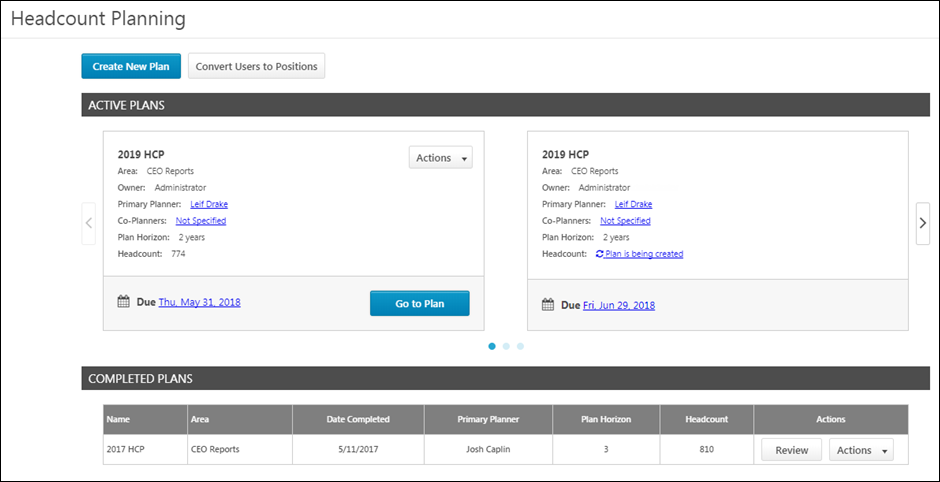 Headcount Planning
Create New Plan Convert Users to Positions
ACTIVE PLANS
2019 HCP
Actions
Area: CEO Reports
Owner: Administrator
Primary Planner: Leif Drake
Co-Planners: Not Specified
Plan Horizon: 2 years
Headcount: 774
Due Thu, May 31, 2018
Go to Plan
2019 HCP
Area: CEO Reports
Owner: Administrator
Primary Planner: Leif Drake
Co-Planners: Not Specified
Plan Horizon: 2 years
Headcount: Plan is being created
Due Fri, Jun 29, 2018
COMPLETED PLANS
Name Area Date Completed Primary Planner Plan Horizon Headcount Actions
2017 HCP CEO Reports 5/11/2017 Josh Caplin 3 810 Review Actions